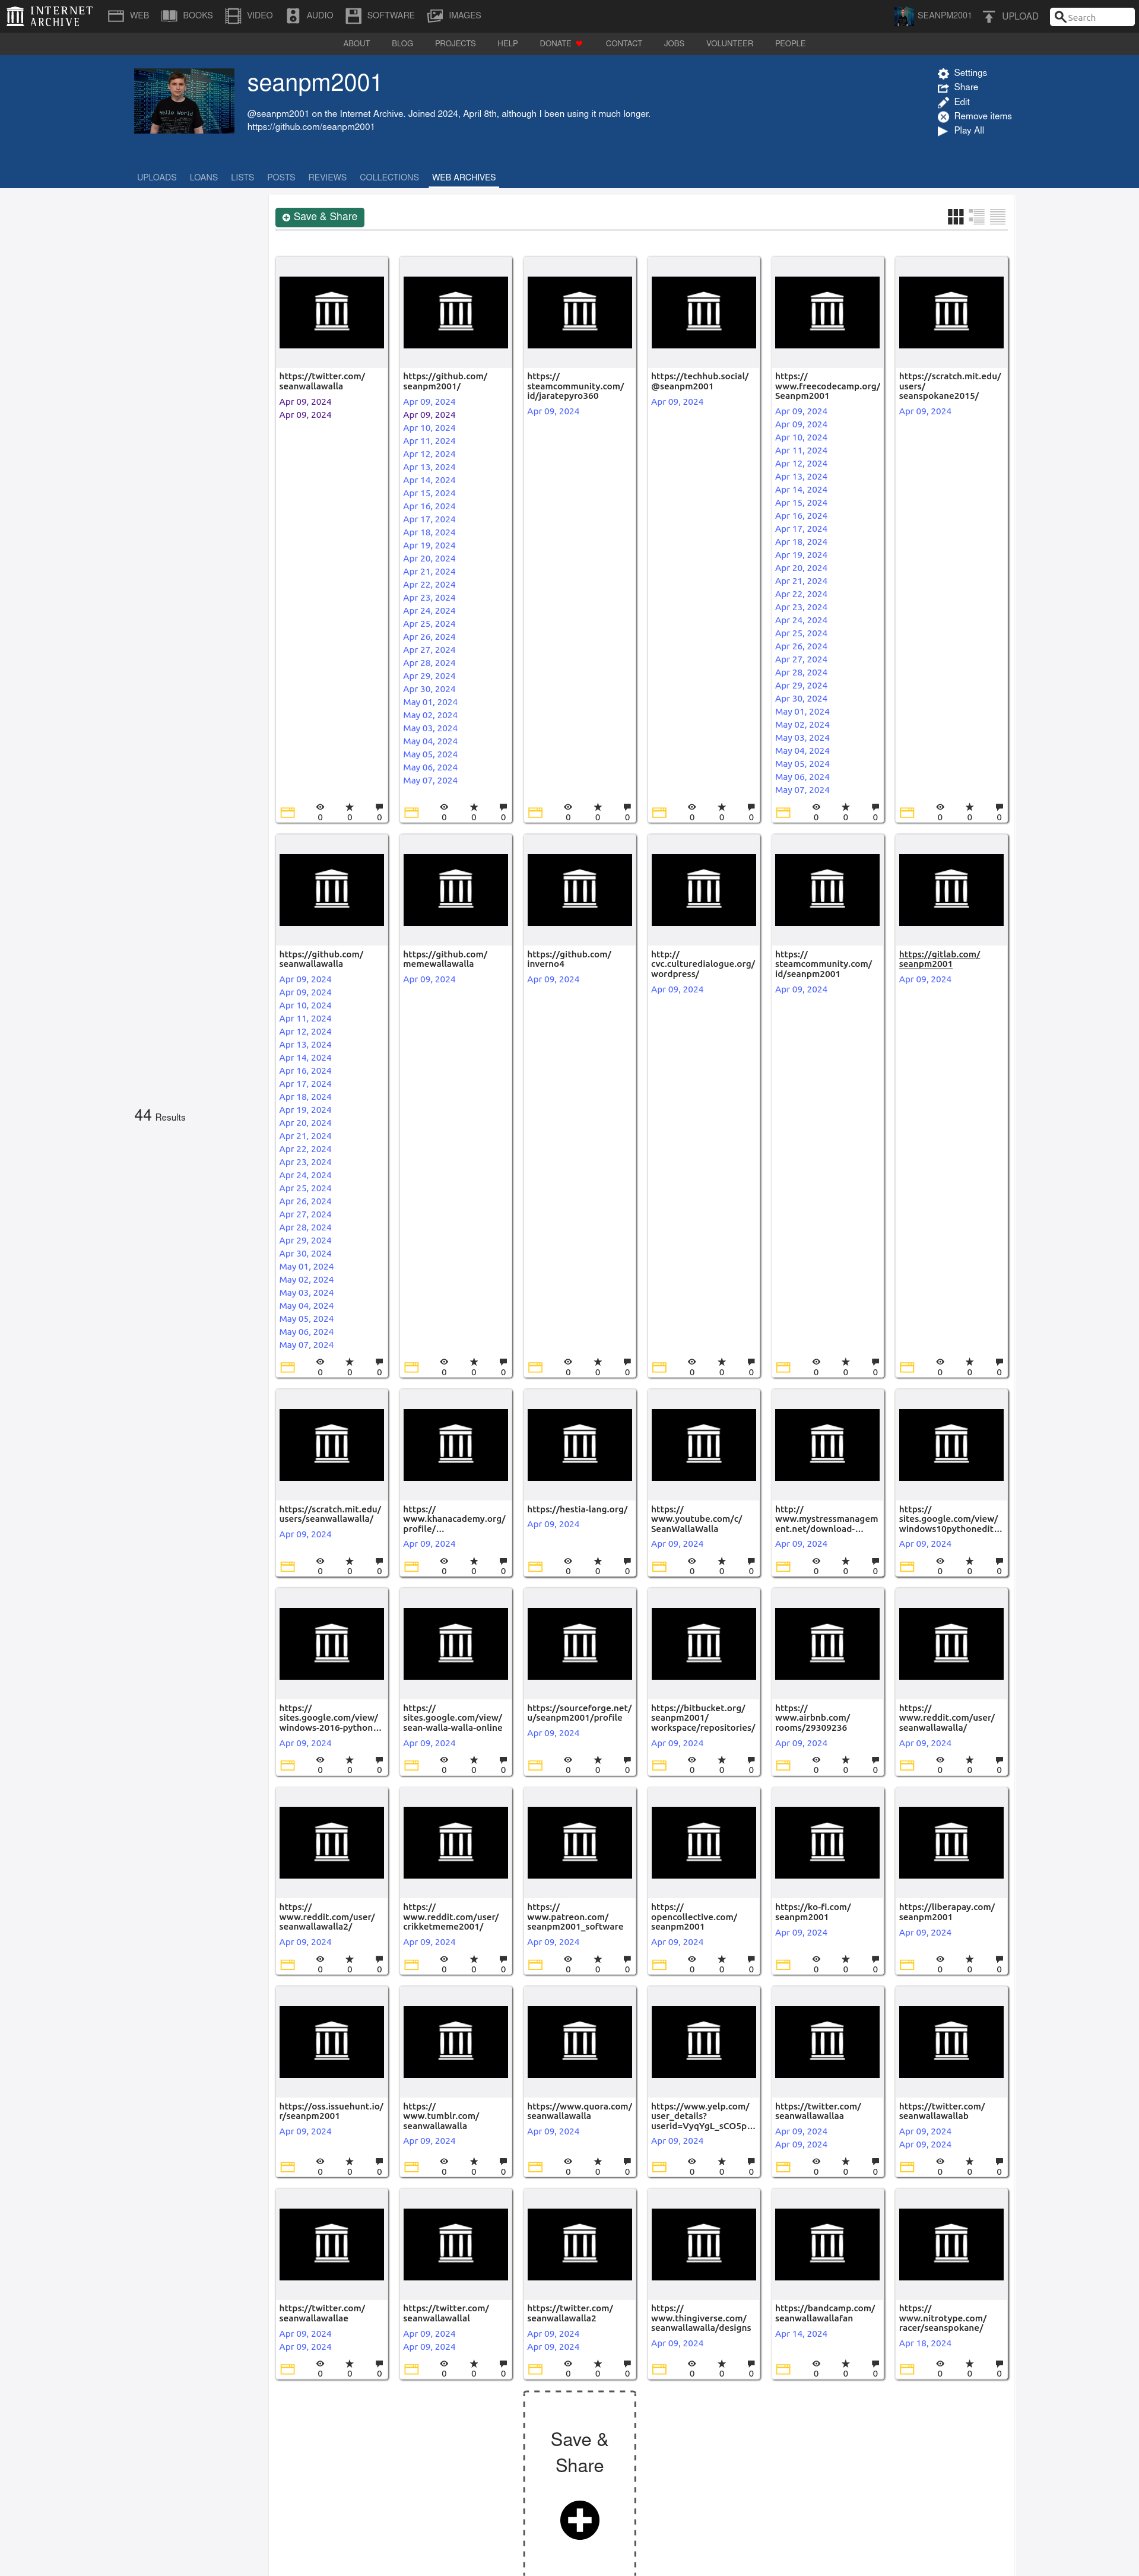 INTERNET
ARCHIVE
WEB
BOOKS
VIDEO
AUDIO
SOFTWARE
IMAGES
SEANPM2001
UPLOAD
Search
ABOUT
BLOG
PROJECTS
HELP
DONATE
CONTACT
JOBS
VOLUNTEER
PEOPLE
Hello World
seanpm2001
@seanpm2001 on the Internet Archive. Joined 2024, April 8th, although I been using it much longer.
https://github.com/seanpm2001
Settings
Share
Edit
Remove items
Play All
UPLOADS
LOANS
LISTS
POSTS
REVIEWS
COLLECTIONS
WEB ARCHIVES
44 Results
Save & Share
https://twitter.com/
seanwallawalla
Apr 09, 2024
Apr 09, 2024
0 0 0
https://github.com/
seanpm2001/
Apr 09, 2024
Apr 09, 2024
Apr 10, 2024
Apr 11, 2024
Apr 12, 2024
Apr 13, 2024
Apr 14, 2024
Apr 15, 2024
Apr 16, 2024
Apr 17, 2024
Apr 18, 2024
Apr 19, 2024
Apr 20, 2024
Apr 21, 2024
Apr 22, 2024
Apr 23, 2024
Apr 24, 2024
Apr 25, 2024
Apr 26, 2024
Apr 27, 2024
Apr 28, 2024
Apr 29, 2024
Apr 30, 2024
May 01, 2024
May 02, 2024
May 03, 2024
May 04, 2024
May 05, 2024
May 06, 2024
May 07, 2024
0 0 0
https://
steamcommunity.com/
id/jaratepyro360
Apr 09, 2024
0 0 0
https://techhub.social/
@seanpm2001
Apr 09, 2024
0 0 0
https://
www.freecodecamp.org/
Seanpm2001
Apr 09, 2024
Apr 09, 2024
Apr 10, 2024
Apr 11, 2024
Apr 12, 2024
Apr 13, 2024
Apr 14, 2024
Apr 15, 2024
Apr 16, 2024
Apr 17, 2024
Apr 18, 2024
Apr 19, 2024
Apr 20, 2024
Apr 21, 2024
Apr 22, 2024
Apr 23, 2024
Apr 24, 2024
Apr 25, 2024
Apr 26, 2024
Apr 27, 2024
Apr 28, 2024
Apr 29, 2024
Apr 30, 2024
May 01, 2024
May 02, 2024
May 03, 2024
May 04, 2024
May 05, 2024
May 06, 2024
May 07, 2024
0 0 0
https://scratch.mit.edu/
users/
seanspokane2015/
Apr 09, 2024
0 0 0
https://github.com/
seanwallawalla
Apr 09, 2024
Apr 09, 2024
Apr 10, 2024
Apr 11, 2024
Apr 12, 2024
Apr 13, 2024
Apr 14, 2024
Apr 16, 2024
Apr 17, 2024
Apr 18, 2024
Apr 19, 2024
Apr 20, 2024
Apr 21, 2024
Apr 22, 2024
Apr 23, 2024
Apr 24, 2024
Apr 25, 2024
Apr 26, 2024
Apr 27, 2024
Apr 28, 2024
Apr 29, 2024
Apr 30, 2024
May 01, 2024
May 02, 2024
May 03, 2024
May 04, 2024
May 05, 2024
May 06, 2024
May 07, 2024
0 0 0
https://github.com/
memewallawalla
Apr 09, 2024
0 0 0
https://github.com/
inverno4
Apr 09, 2024
0 0 0
http://
cvc.culturedialogue.org/
wordpress/
Apr 09, 2024
0 0 0
https://
steamcommunity.com/
id/seanpm2001
Apr 09, 2024
0 0 0
https://gitlab.com/
seanpm2001
Apr 09, 2024
0 0 0
https://scratch.mit.edu/
users/seanwallawalla/
Apr 09, 2024
0 0 0
https://
www.khanacademy.org/
profile/...
Apr 09, 2024
0 0 0
https://hestia-lang.org/
Apr 09, 2024
0 0 0
https://
www.youtube.com/c/
SeanWallaWalla
Apr 09, 2024
0 0 0
http://
www.mystressmanagem
ent.net/download-...
Apr 09, 2024
0 0 0
https://
sites.google.com/view/
windows10pythonedit...
Apr 09, 2024
0 0 0
https://
sites.google.com/view/
windows-2016-python...
Apr 09, 2024
0 0 0
https://
sites.google.com/view/
sean-walla-walla-online
Apr 09, 2024
0 0 0
https://sourceforge.net/
u/seanpm2001/profile
Apr 09, 2024
0 0 0
https://bitbucket.org/
seanpm2001/
workspace/repositories/
Apr 09, 2024
0 0 0
https://
www.airbnb.com/
rooms/29309236
Apr 09, 2024
0 0 0
https://
www.reddit.com/user/
seanwallawalla/
Apr 09, 2024
0 0 0
https://
www.reddit.com/user/
seanwallawalla2/
Apr 09, 2024
0 0 0
https://
www.reddit.com/user/
crikketmeme2001/
Apr 09, 2024
0 0 0
https://
www.patreon.com/
seanpm2001_software
Apr 09, 2024
0 0 0
https://
opencollective.com/
seanpm2001
Apr 09, 2024
0 0 0
https://ko-fi.com/
seanpm2001
Apr 09, 2024
0 0 0
https://liberapay.com/
seanpm2001
Apr 09, 2024
0 0 0
https://oss.issuehunt.io/
r/seanpm2001
Apr 09, 2024
0 0 0
https://
www.tumblr.com/
seanwallawalla
Apr 09, 2024
0 0 0
https://www.quora.com/
seanwallawalla
Apr 09, 2024
0 0 0
https://www.yelp.com/
user_details?
userid=VyqYgL_sCO5p...
Apr 09, 2024
0 0 0
https://twitter.com/
seanwallawallaa
Apr 09, 2024
Apr 09, 2024
0 0 0
https://twitter.com/
seanwallawallab
Apr 09, 2024
Apr 09, 2024
0 0 0
https://twitter.com/
seanwallawallae
Apr 09, 2024
Apr 09, 2024
0 0 0
https://twitter.com/
seanwallawallal
Apr 09, 2024
Apr 09, 2024
0 0 0
https://twitter.com/
seanwallawalla2
Apr 09, 2024
Apr 09, 2024
0 0 0
https://
www.thingiverse.com/
seanwallawalla/designs
Apr 09, 2024
0 0 0
https://bandcamp.com/
seanwallawallafan
Apr 14, 2024
0 0 0
https://
www.nitrotype.com/
racer/seanspokane/
Apr 18, 2024
0 0 0
Save &
Share